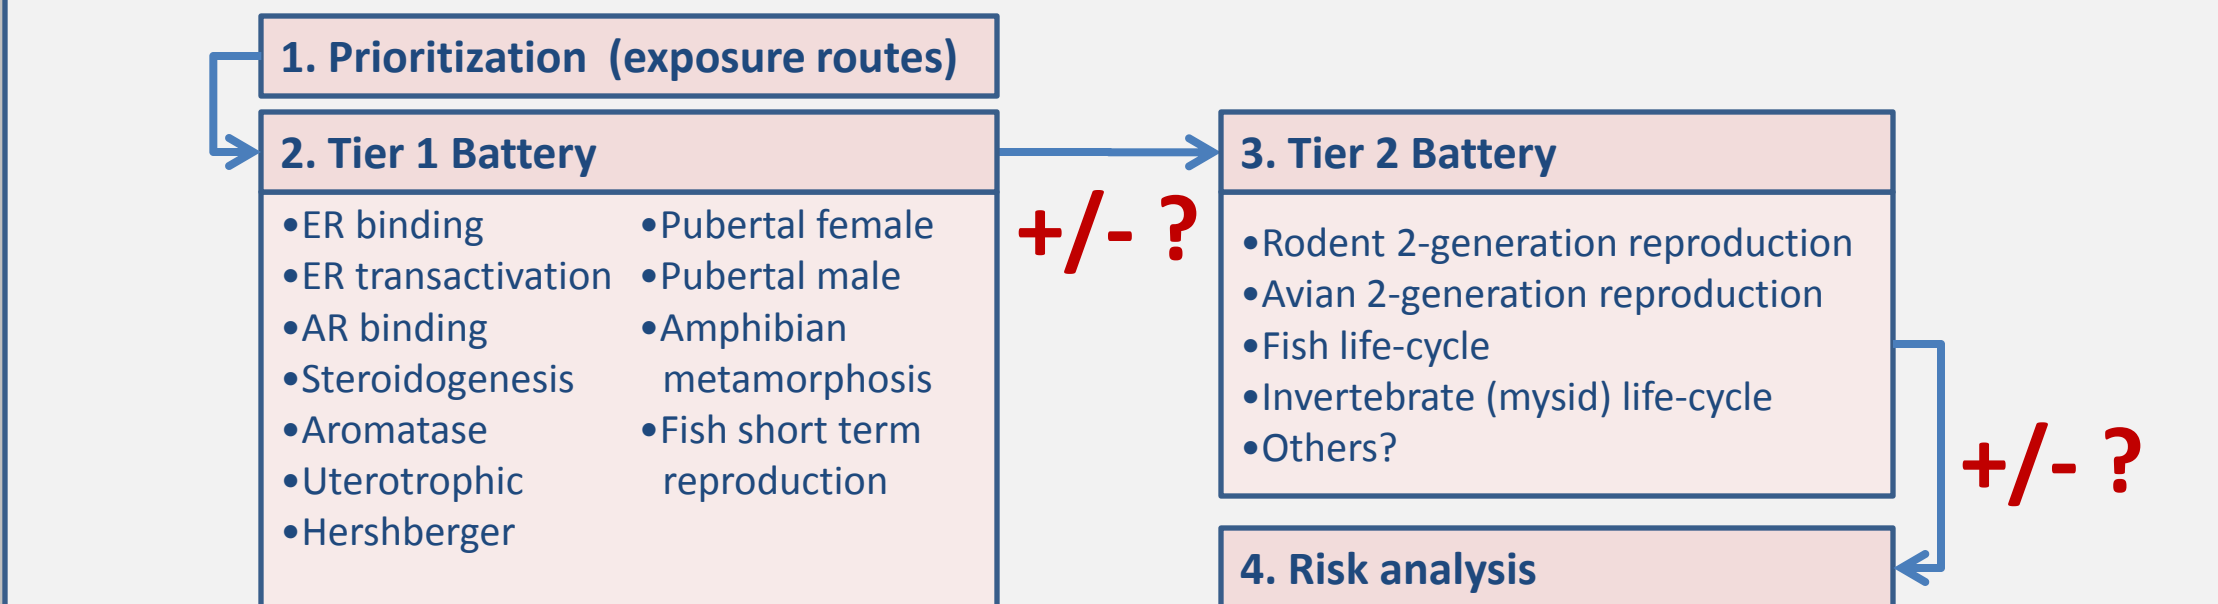 1. Prioritization (exposure routes)
2. Tier 1 Battery
•ER binding
•ER transactivation
•AR binding
•Steroidogenesis
•Aromatase
•Uterotrophic
•Hershberger
•Pubertal female
•Pubertal male
•Amphibian
metamorphosis
•Fish short term
reproduction
+/- ?
3. Tier 2 Battery
•Rodent 2-generation reproduction
•Avian 2-generation reproduction
•Fish life-cycle
•Invertebrate (mysid) life-cycle
•Others?
+/- ?
4. Risk analysis